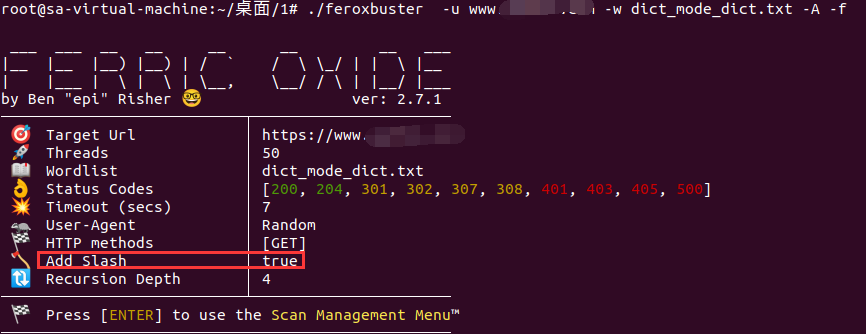 root@sa-virtual-machine:~/桌面/1# ./feroxbuster -u www. -w dict_mode_dict.txt -A -f
FERRIC OXIDE
by Ben "epi" Risher 🤓 ver: 2.7.1
🎯 Target Url https://www.
🚀 Threads 50
📖 Wordlist dict_mode_dict.txt
👌 Status Codes [200, 204, 301, 302, 307, 308, 401, 403, 405, 500]
💥 Timeout (secs) 7
🦡 User-Agent Random
🏁 HTTP methods [GET]
🪓 Add Slash true
🔃 Recursion Depth 4
🏁 Press [ENTER] to use the Scan Management Menu™